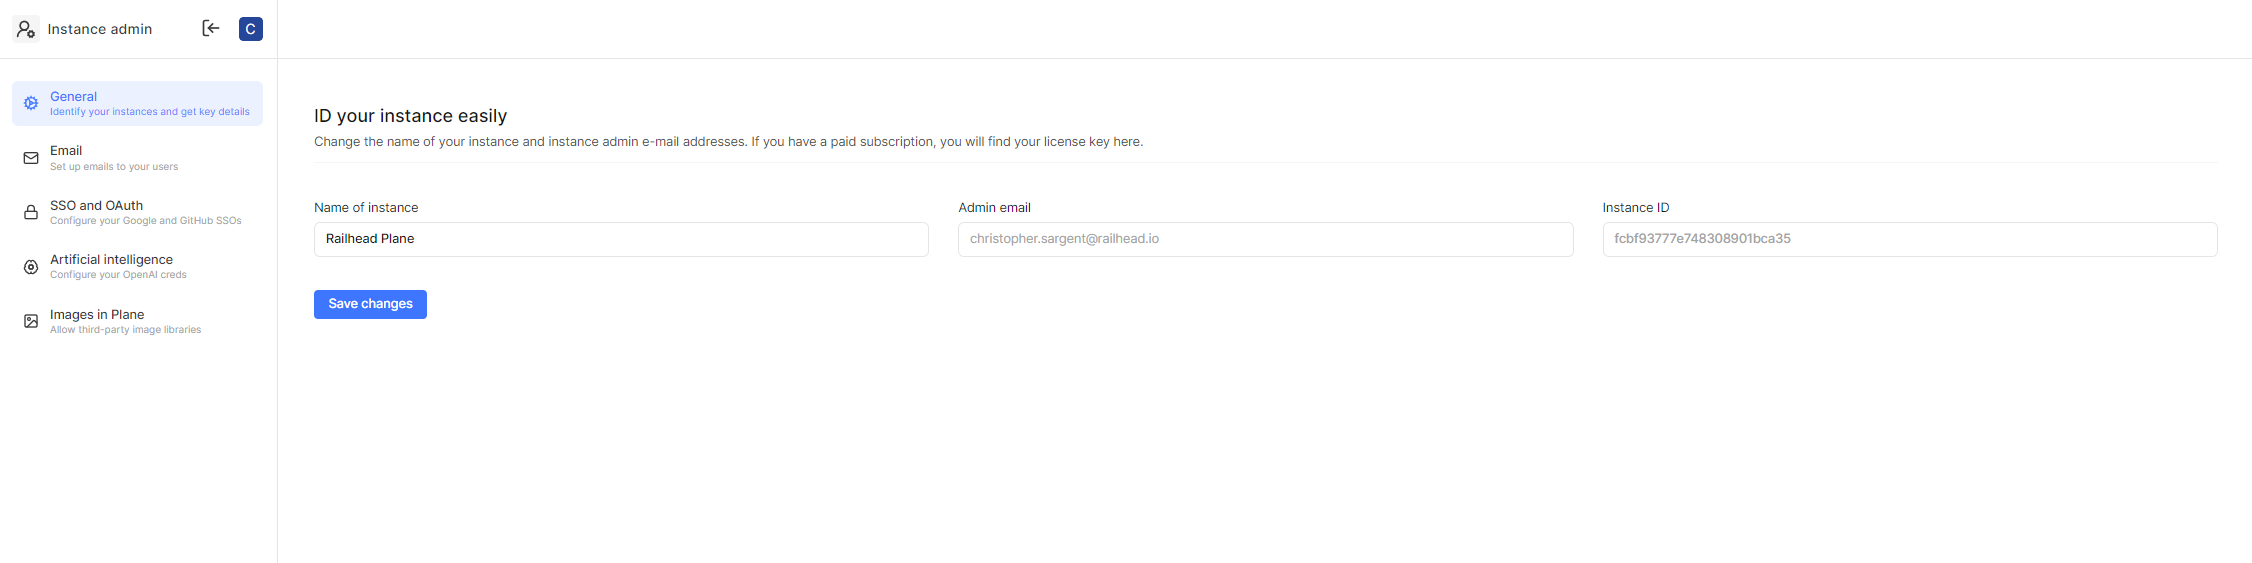 Instance admin
C
General
Identify your instances and get key details
Email
Set up emails to your users
SSO and OAuth
Configure your Google and GitHub SSOs
Artificial intelligence
Configure your OpenAI creds
Images in Plane
Allow third-party image libraries
ID your instance easily
Change the name of your instance and instance admin e-mail addresses. If you have a paid subscription, you will find your license key here.
Name of instance
Railhead Plane
Admin email
christopher.sargent@railhead.io
Instance ID
fcbf93777e748308901bca35
Save changes